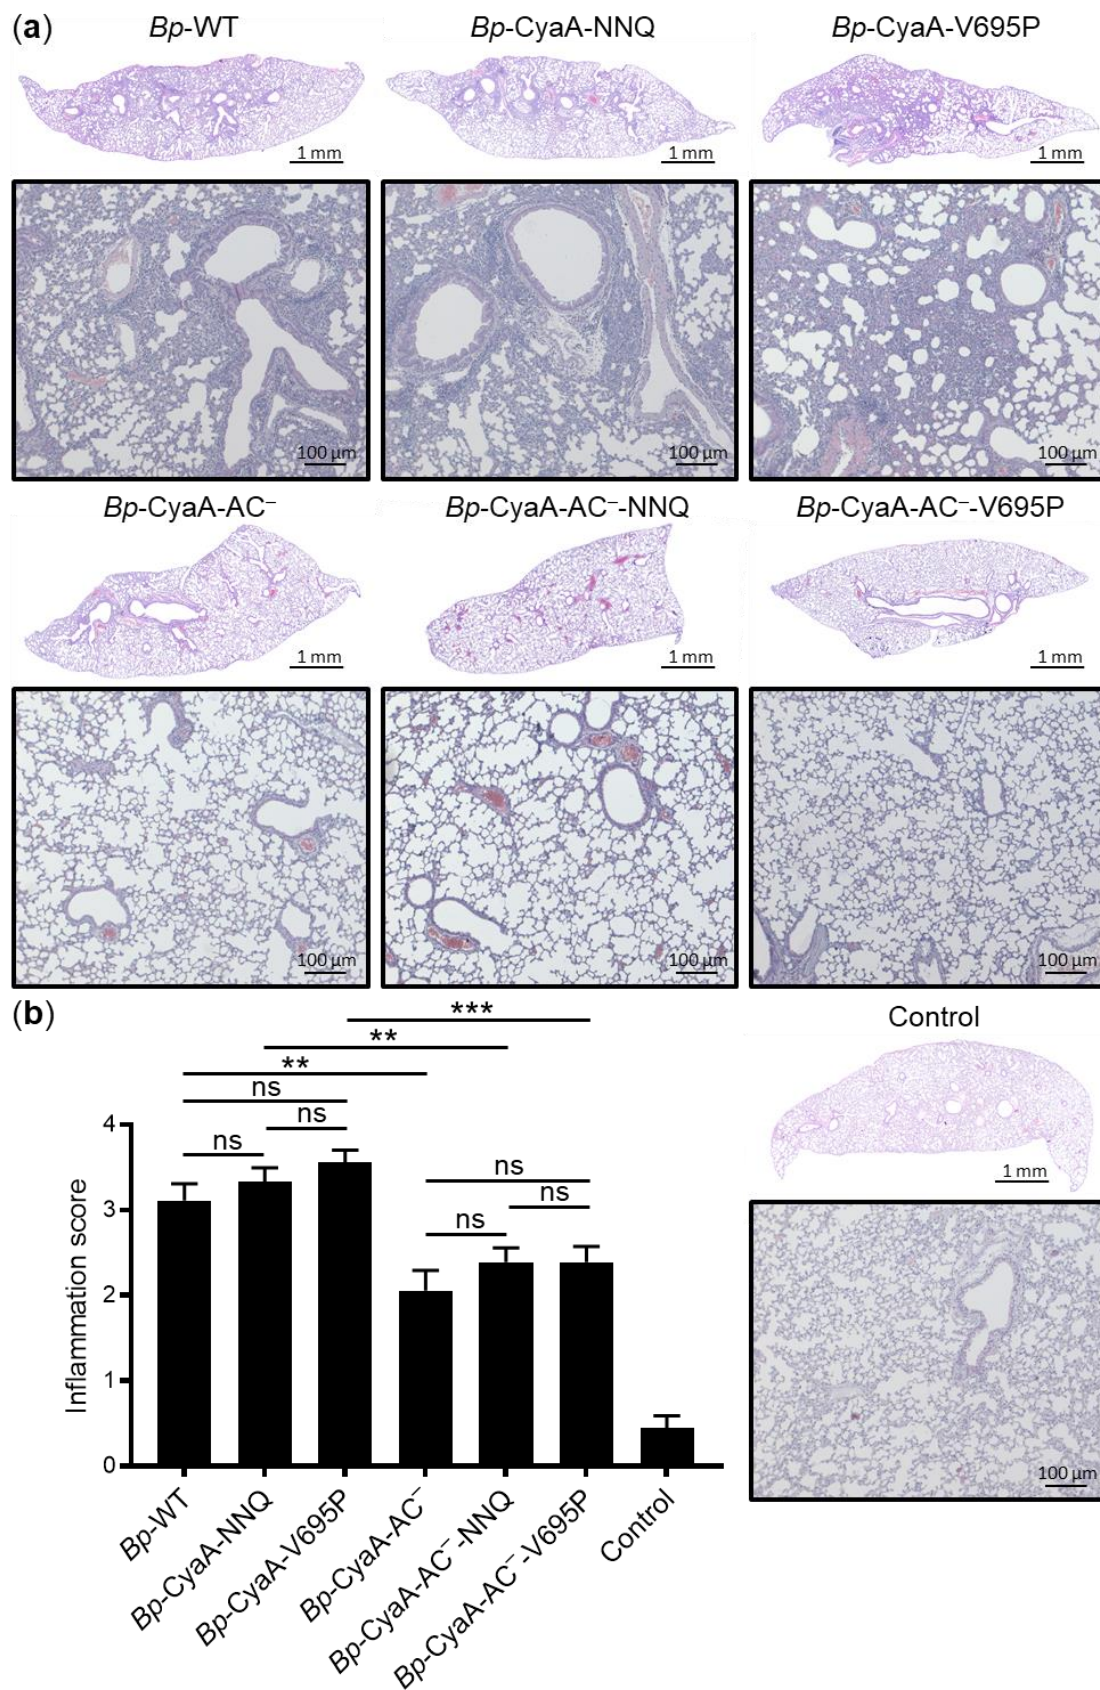 (a)
Bp-WT
Bp-CyaA-NNQ
Bp-CyaA-V695P
1 mm
1 mm
1 mm
100 µm
100 µm
100 µm
Bp-CyaA-AC⁻
Bp-CyaA-AC⁻-NNQ
Bp-CyaA-AC⁻-V695P
1 mm
1 mm
1 mm
100 µm
100 µm
100 µm
(b)
***
**
**
ns
ns
ns
ns
ns
ns
4
3
2
1
0
Inflammation score
Bp-WT
Bp-CyaA-NNQ
Bp-CyaA-V695P
Bp-CyaA-AC⁻
Bp-CyaA-AC⁻-NNQ
Bp-CyaA-AC⁻-V695P
Control
Control
1 mm
100 µm